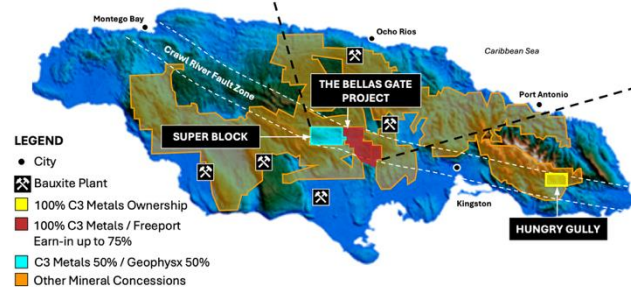 Montego Bay
Ocho Rios
Caribbean Sea
Crawl River Fault Zone
THE BELLAS GATE
PROJECT
Port Antonio
SUPER BLOCK
LEGEND
City
Bauxite Plant
100% C3 Metals Ownership
100% C3 Metals / Freeport
Earn-in up to 75%
C3 Metals 50% / Geophysx 50%
Other Mineral Concessions
Kingston
HUNGRY GULLY